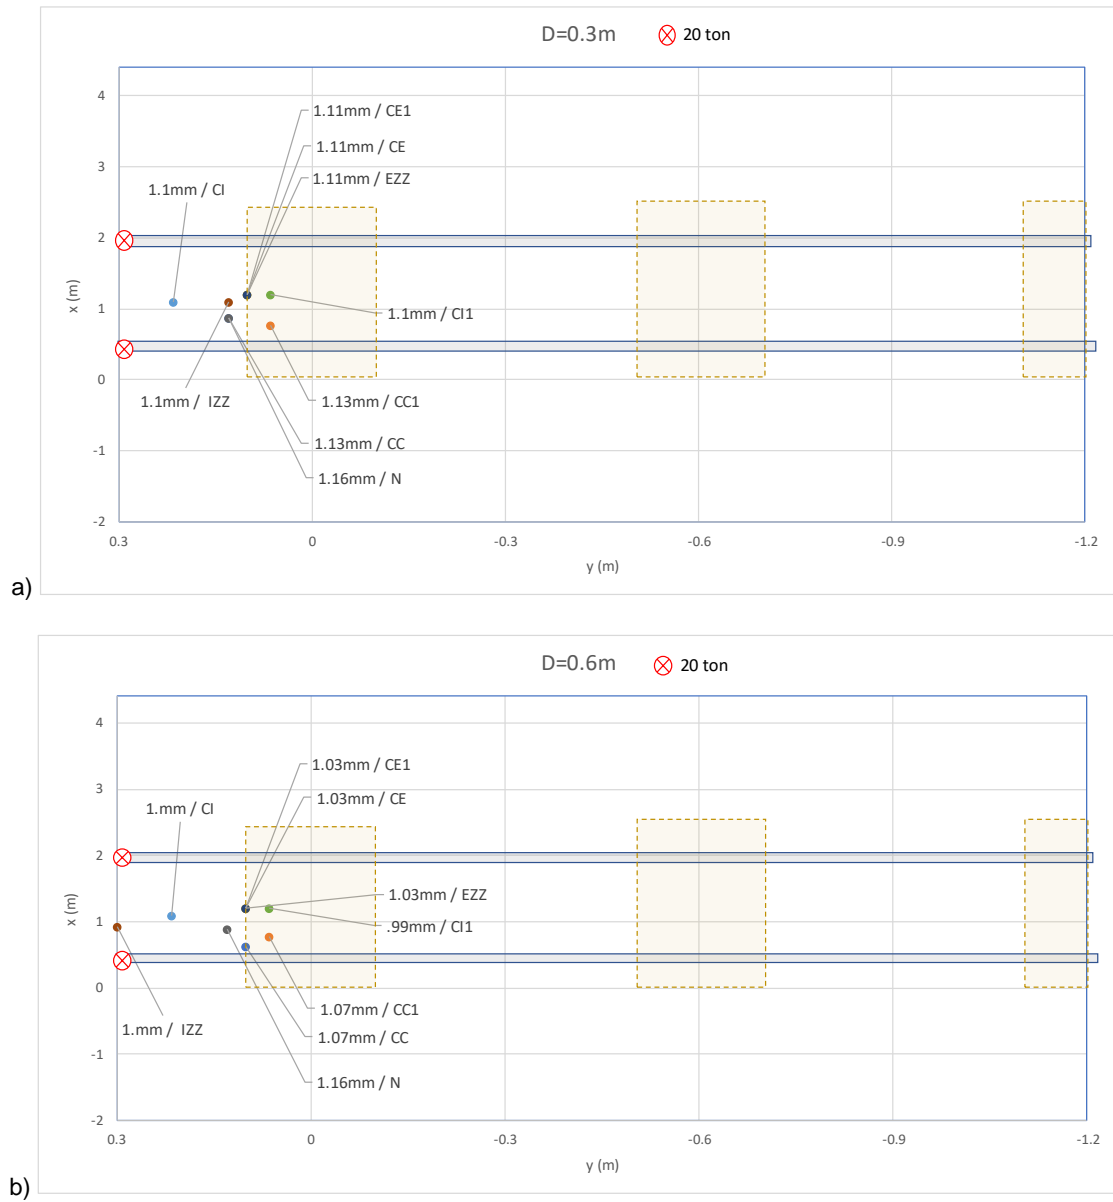 D=0.3m
20 ton
4
3
2
1
0
-1
-2
x (m)
1.11mm / CE1
1.11mm / CE
1.11mm / EZZ
1.1mm / CI
1.1mm / CI1
1.1mm /  IZZ
1.13mm / CC1
1.13mm / CC
1.16mm / N
0.3
0
-0.3
-0.6
-0.9
-1.2
y (m)
a)
D=0.6m
20 ton
4
3
2
1
0
-1
-2
x (m)
1.03mm / CE1
1.03mm / CE
1.mm / CI
1.03mm / EZZ
.99mm / CI1
1.07mm / CC1
1.mm /  IZZ
1.07mm / CC
1.16mm / N
0.3
0
-0.3
-0.6
-0.9
-1.2
y (m)
b)